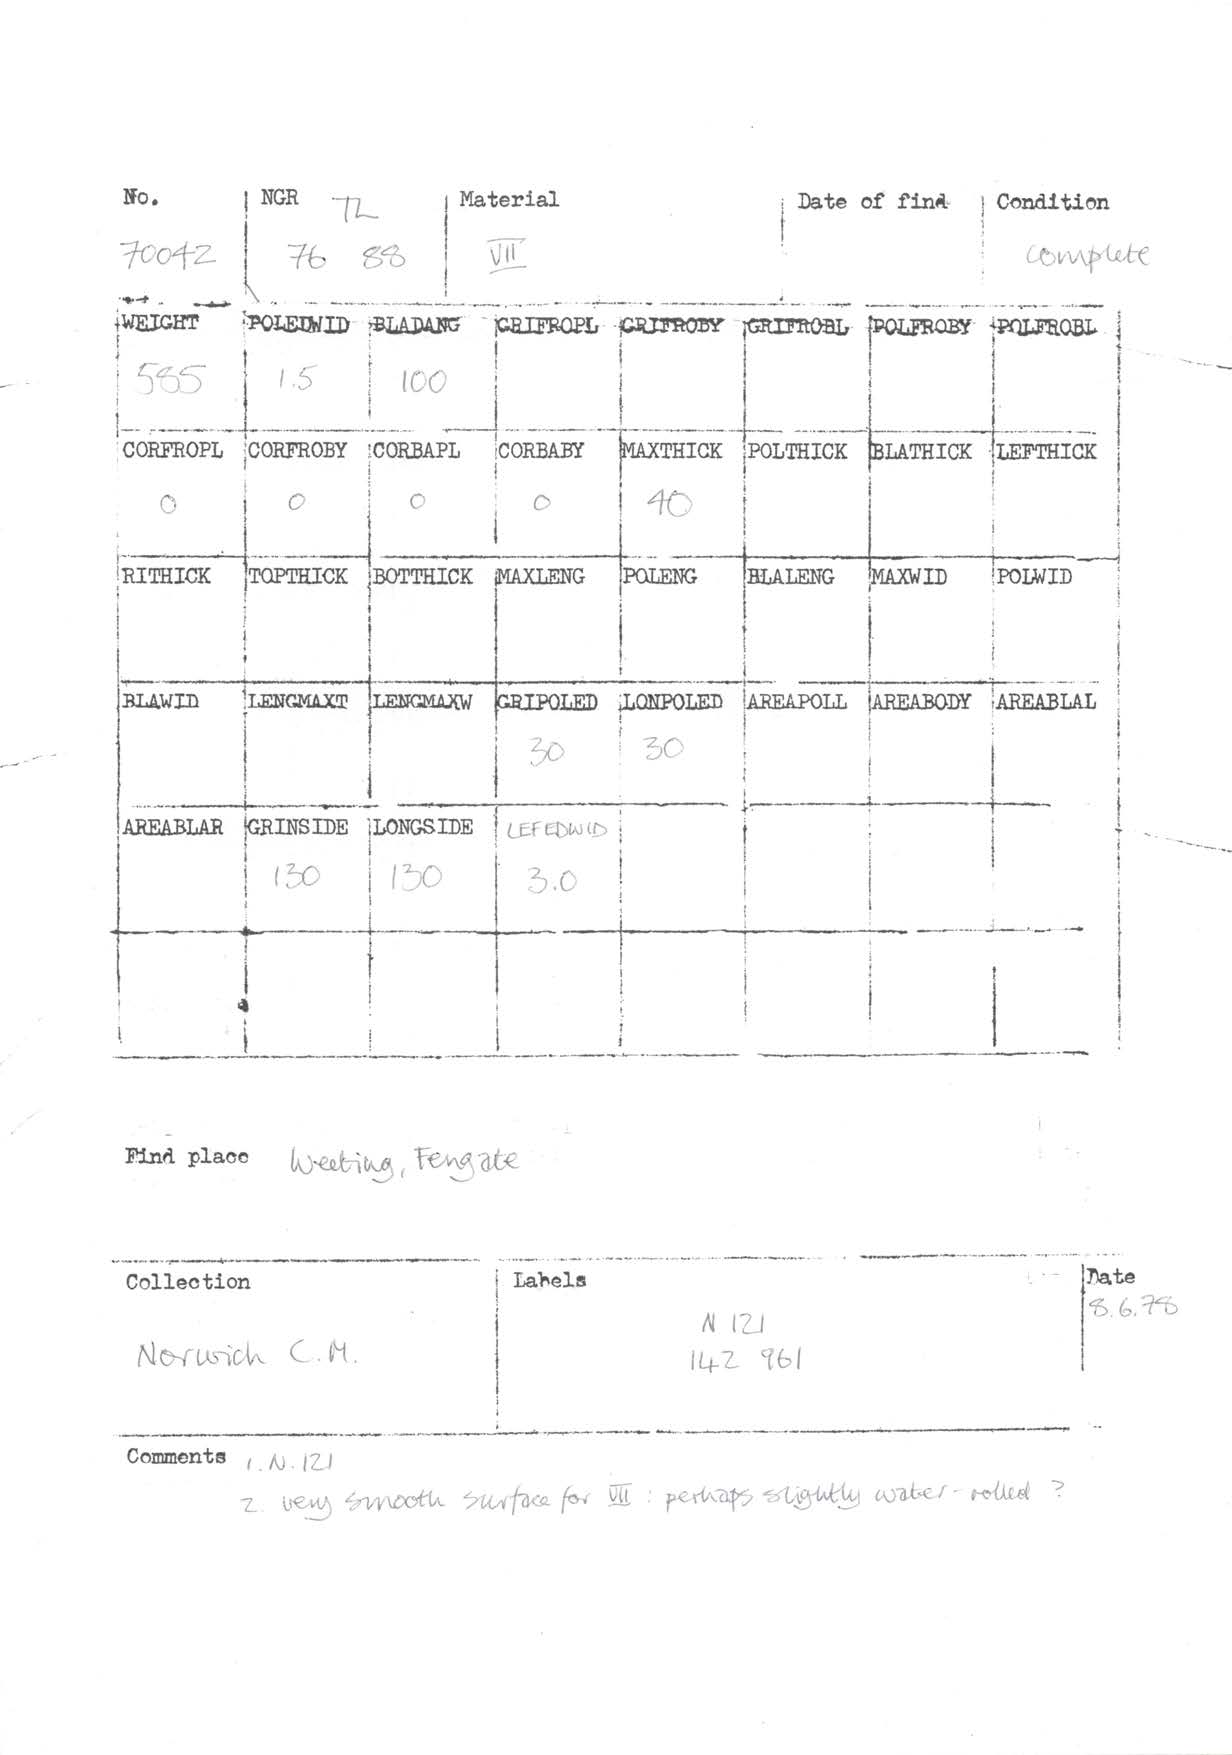 No. NGR TL Material Date of find Condition
70042 76 88 VII complete
WEIGHT POLEDWID BLADANG GRIFROPL GRIFROBY GRIFROBL POLFROBY POLFROBL
585 1.5 100
CORFROPL CORFROBY CORBAPL CORBABY MAXTHICK POLTHICK BLATHICK LEFTHICK
0 0 0 0 40
RITHICK TOPTHICK BOTTHICK MAXLENG POLENG BLALENG MAXWID POLWID
BLAWID LENGMAXT LENGMAXW GRIPOLED LONPOLED AREAPOLL AREABODY AREABLAL
30 30
AREABLAR GRINSIDE LONGSIDE LEFEDWID
130 130 3.0
Find place Weeting, Fengate
Collection Labels Date
8.6.78
N 121
Norwich C.M. 142 961
Comments 1. N. 121
2. very smooth surface for VII : perhaps slightly water-rolled ?